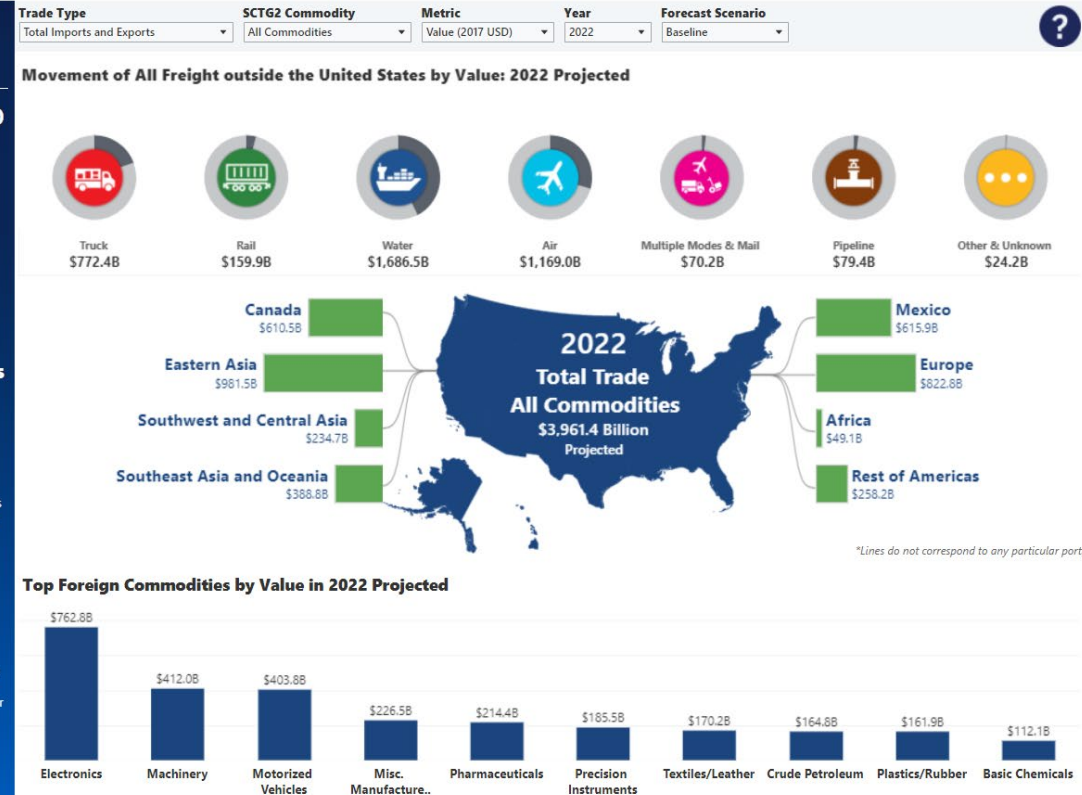 Trade Type
SCTG2 Commodity
Metric
Year
Forecast Scenario
Total Imports and Exports
All Commodities
Value (2017 USD)
2022
Baseline
?
Movement of All Freight outside the United States by Value: 2022 Projected
Truck
$772.4B
Rail
$159.9B
Water
$1,686.5B
Air
$1,169.0B
Multiple Modes & Mail
$70.2B
Pipeline
$79.4B
Other & Unknown
$24.2B
Canada
$610.5B
Eastern Asia
$981.5B
Southwest and Central Asia
$234.7B
Southeast Asia and Oceania
$388.8B
2022
Total Trade
All Commodities
$3,961.4 Billion
Projected
Mexico
$615.9B
Europe
$822.8B
Africa
$49.1B
Rest of Americas
$258.2B
*Lines do not correspond to any particular port
Top Foreign Commodities by Value in 2022 Projected
$762.8B
$412.0B
$403.8B
$226.5B
$214.4B
$185.5B
$170.2B
$164.8B
$161.9B
$112.1B
Electronics
Machinery
Motorized
Vehicles
Misc.
Manufacture..
Pharmaceuticals
Precision
Instruments
Textiles/Leather
Crude Petroleum
Plastics/Rubber
Basic Chemicals